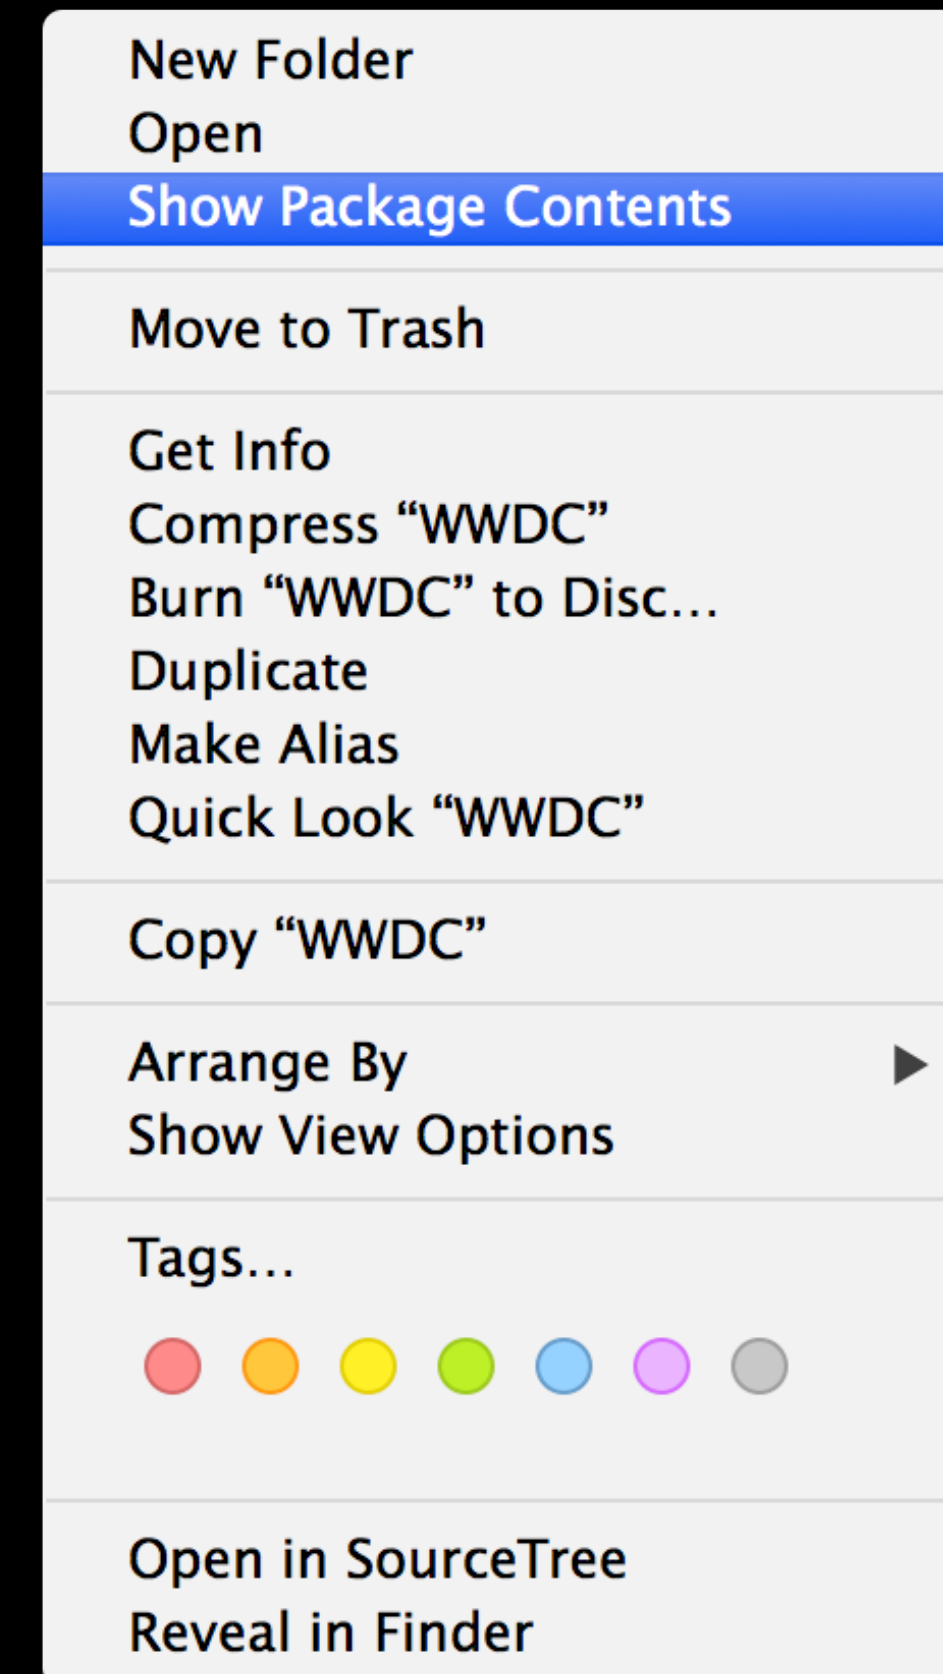 New Folder
Open
Show Package Contents
Move to Trash
Get Info
Compress “WWDC”
Burn “WWDC” to Disc…
Duplicate
Make Alias
Quick Look “WWDC”
Copy “WWDC”
Arrange By
Show View Options
Tags…
Open in SourceTree
Reveal in Finder